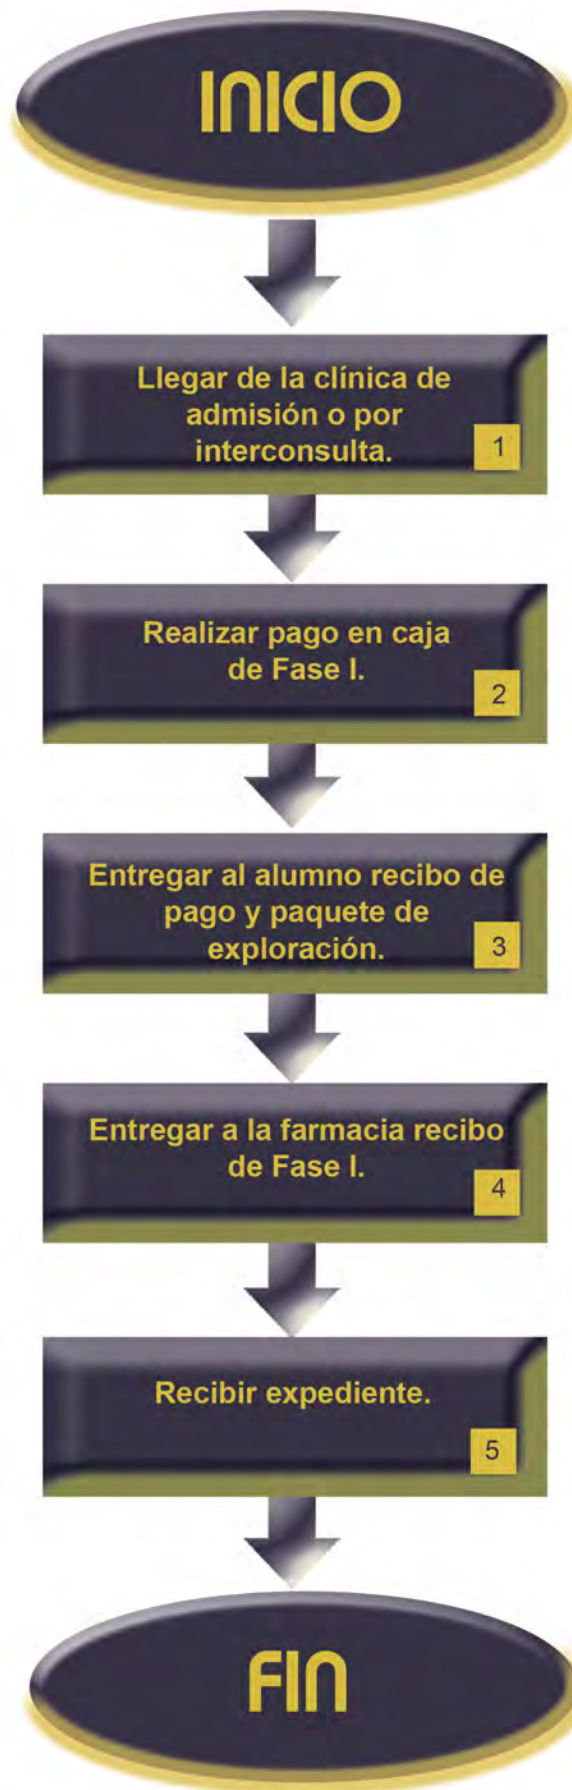 INICIO
Llegar de la clínica de
admisión o por
interconsulta.
1
Realizar pago en caja
de Fase I.
2
Entregar al alumno recibo de
pago y paquete de
exploración.
3
Entregar a la farmacia recibo
de Fase I.
4
Recibir expediente.
5
FIN